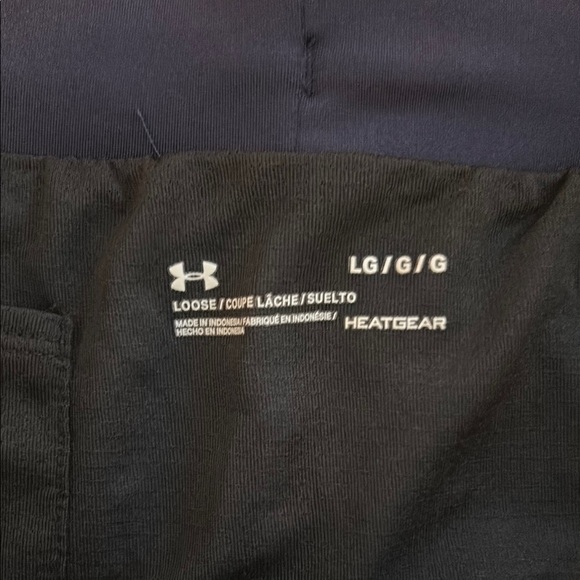 LG/G/G
LOOSE/COUPE LÂCHE/SUELTO
MADE IN INDONESIA/FABRIQUÉ EN INDONÉSIE/
HECHO EN INDONESIA
HEATGEAR